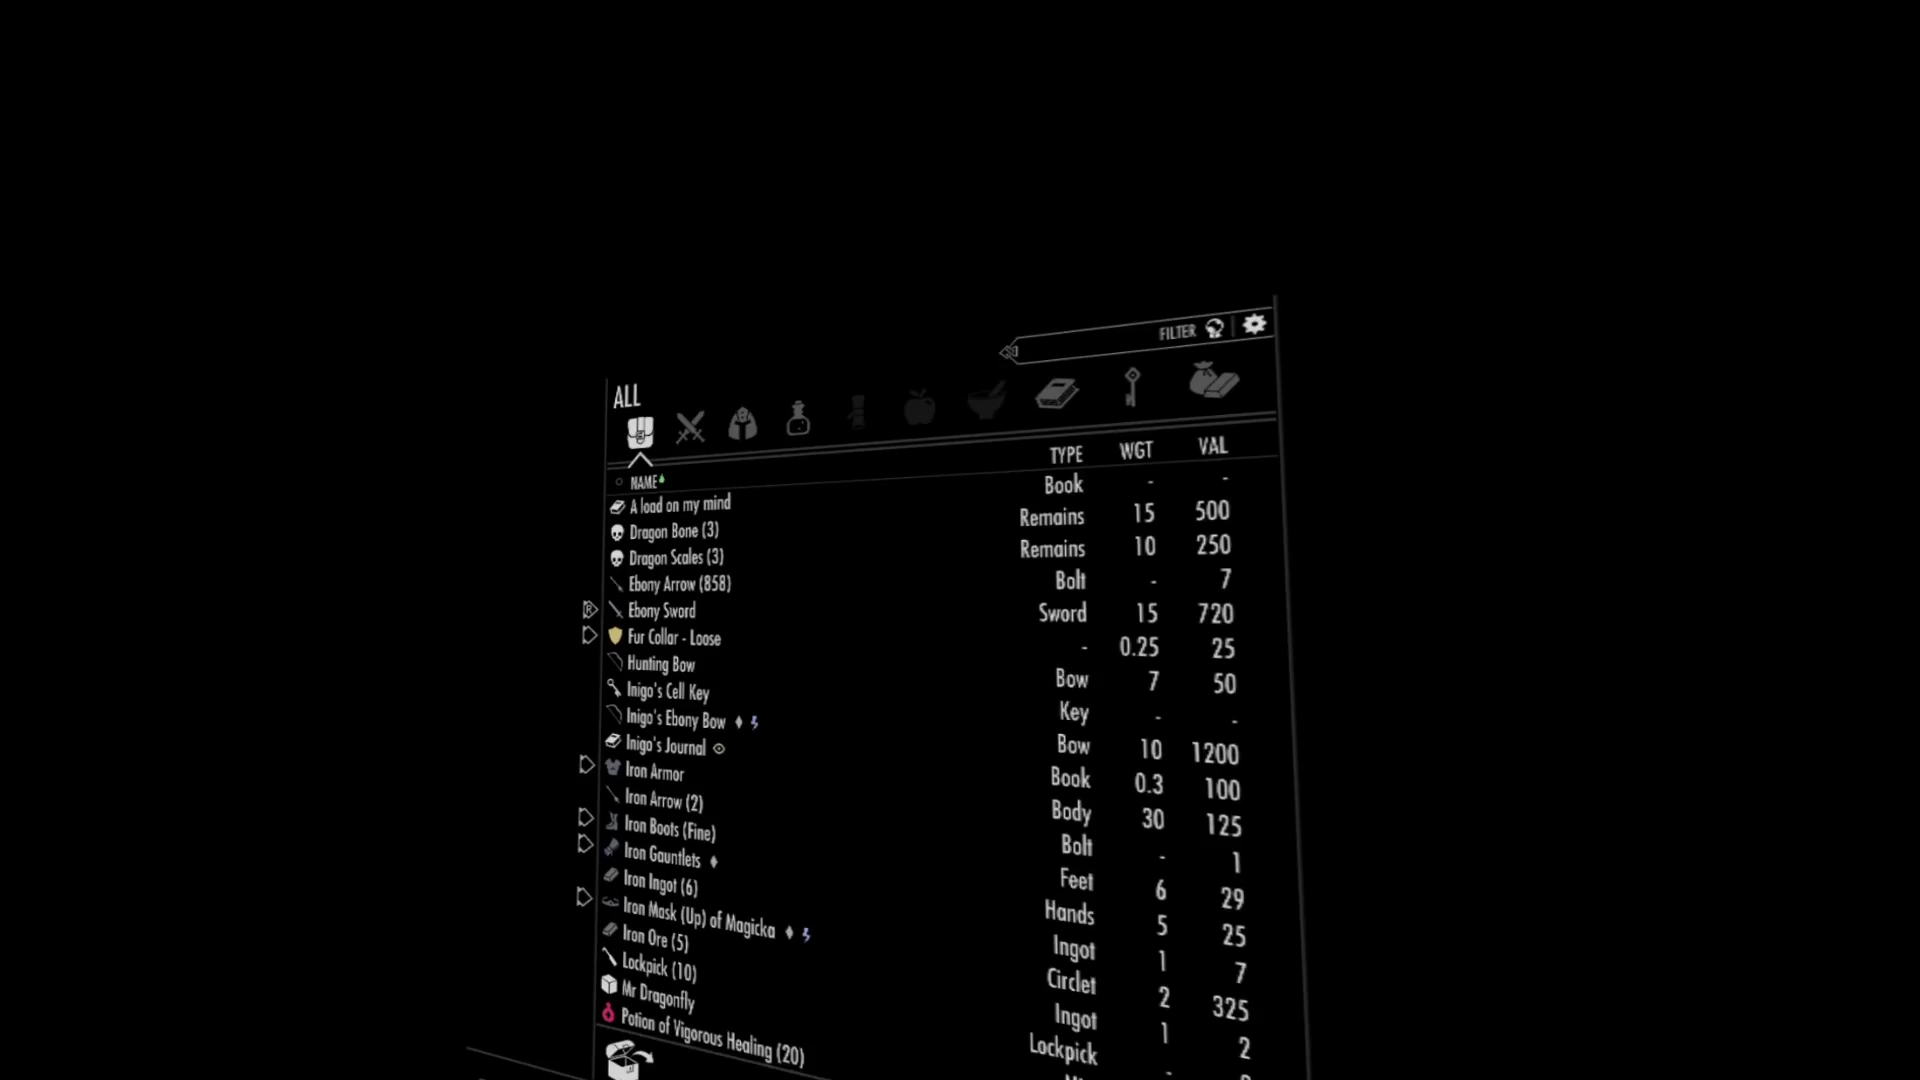 FILTER
ALL
NAME TYPE WGT VAL
A load on my mind Book - -
Dragon Bone (3) Remains 15 500
Dragon Scales (3) Remains 10 250
Ebony Arrow (858) Bolt - 7
R Ebony Sword Sword 15 720
Fur Collar - Loose - 0.25 25
Hunting Bow Bow 7 50
Inigo's Cell Key Key - -
Inigo's Ebony Bow Bow 10 1200
Inigo's Journal Book 0.3 100
Iron Armor Body 30 125
Iron Arrow (2) Bolt - 1
Iron Boots (Fine) Feet 6 29
Iron Gauntlets Hands 5 25
Iron Ingot (6) Ingot 1 7
Iron Mask (Up) of Magicka Circlet 2 325
Iron Ore (5) Ingot 1 2
Lockpick (10) Lockpick -
Mr Dragonfly
Potion of Vigorous Healing (20)